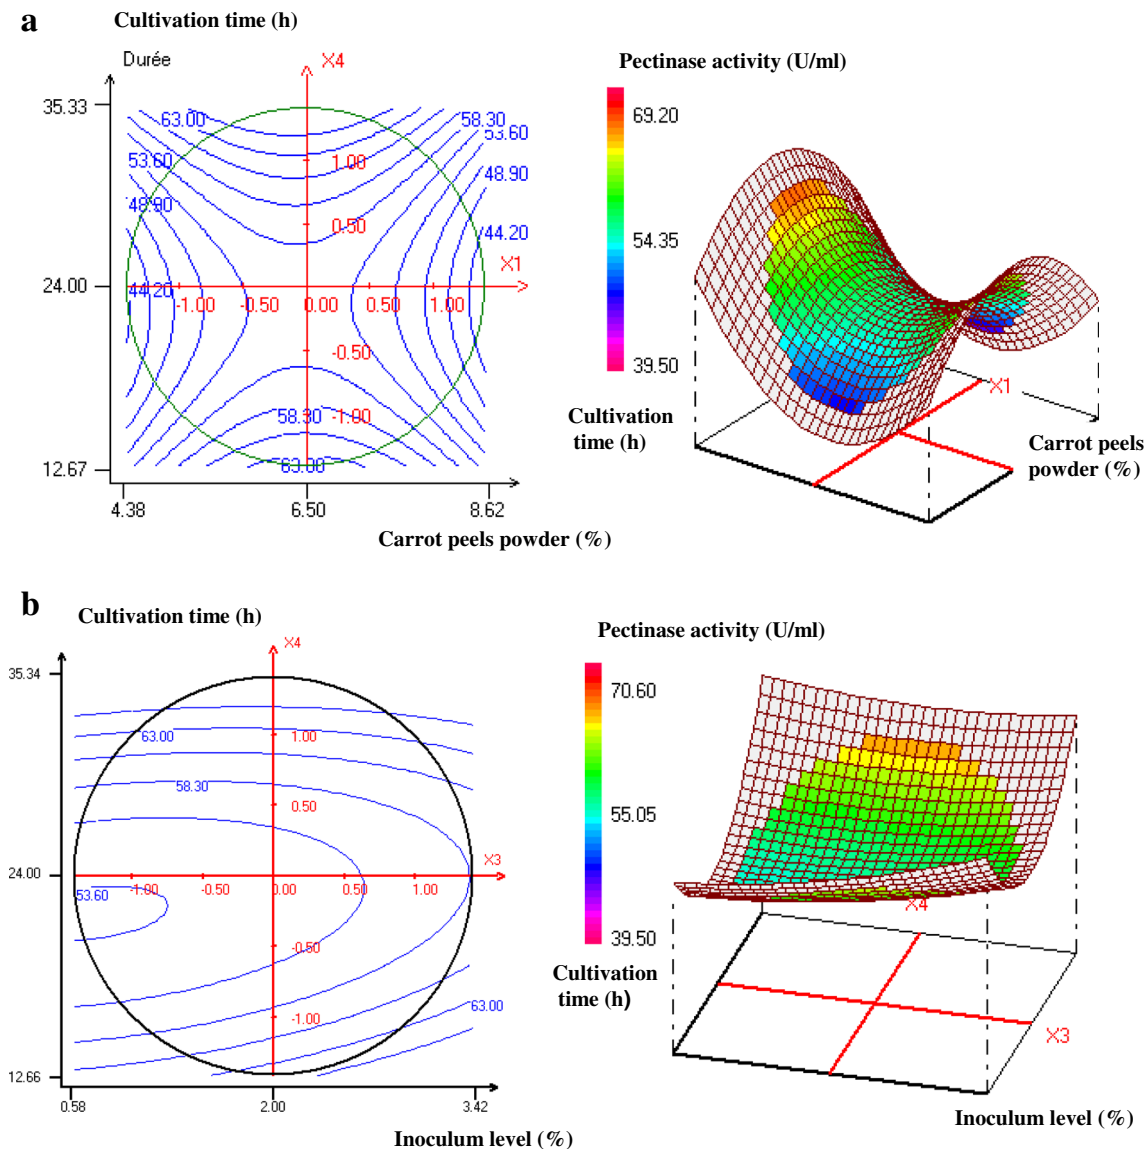 a
Cultivation time (h)
Durée
X4
35.33
63.00
58.30
53.60
53.60
48.90
48.90
44.20
44.20
1.00
0.50
X1
24.00
-1.00
-0.50
0.00
0.50
1.00
-0.50
58.30
-1.00
63.00
12.67
4.38
6.50
8.62
Carrot peels powder (%)
Pectinase activity (U/ml)
69.20
54.35
39.50
X1
Cultivation
time (h)
Carrot peels
powder (%)
b
Cultivation time (h)
X4
35.34
63.00
1.00
58.30
0.50
X3
24.00
53.60
-1.00
-0.50
0.00
0.50
1.00
-0.50
63.00
-1.00
12.66
0.58
2.00
3.42
Inoculum level (%)
Pectinase activity (U/ml)
70.60
55.05
39.50
X4
Cultivation
time (h)
X3
Inoculum level (%)